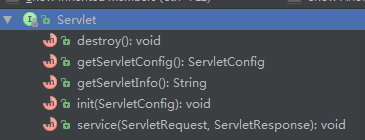 Servlet
destroy(): void
getServletConfig(): ServletConfig
getServletInfo(): String
init(ServletConfig): void
service(ServletRequest, ServletResponse): void